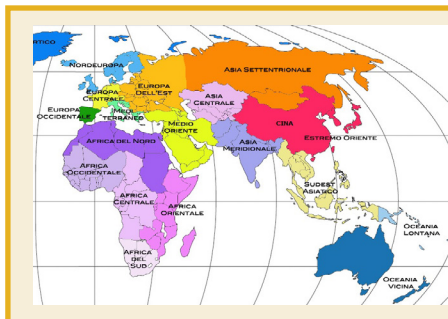 RTICO
NORDEUROPA
ASIA SETTENTRIONALE
EUROPA
CENTRALE
EUROPA
DELL'EST
ASIA
CENTRALE
EUROPA
OCCIDENTALE
MEDI
TERRANEO
MEDIO
ORIENTE
CINA
ESTREMO ORIENTE
AFRICA DEL NORD
ASIA
MERIDIONALE
AFRICA
OCCIDENTALE
SUDEST
ASIATICO
AFRICA
CENTRALE
AFRICA
ORIENTALE
OCEANIA
LONTANA
AFRICA
DEL
SUD
OCEANIA
VICINA